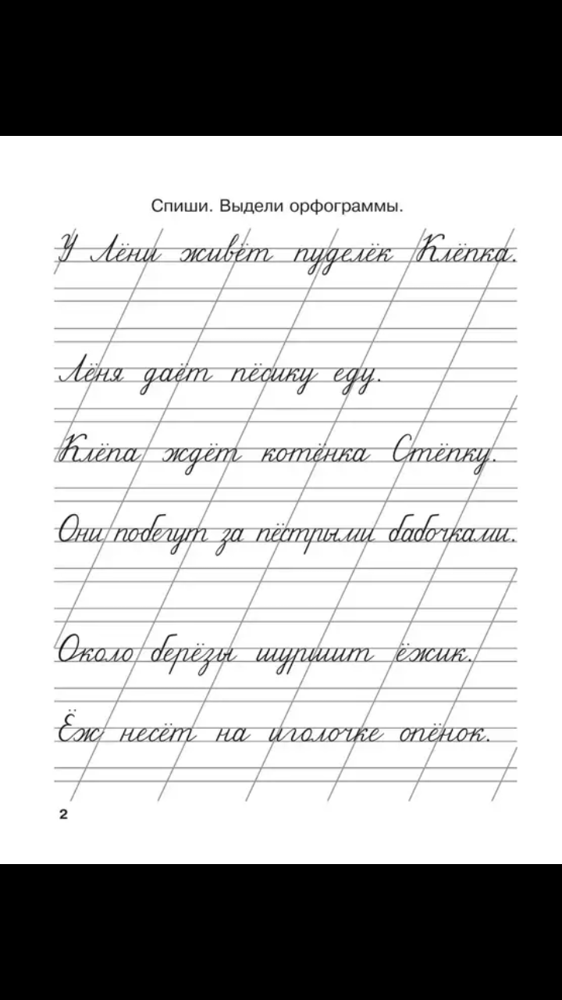 Спиши. Выдели орфограммы.
У Лёни живёт пуделёк Клёпка.
Лёня даёт пёсику еду.
Клёпа ждёт котёнка Стёпку.
Они побегут за пёстрыми бабочками.
Около берёзы шуршит ёжик.
Ёж несёт на иголочке опёнок.
2